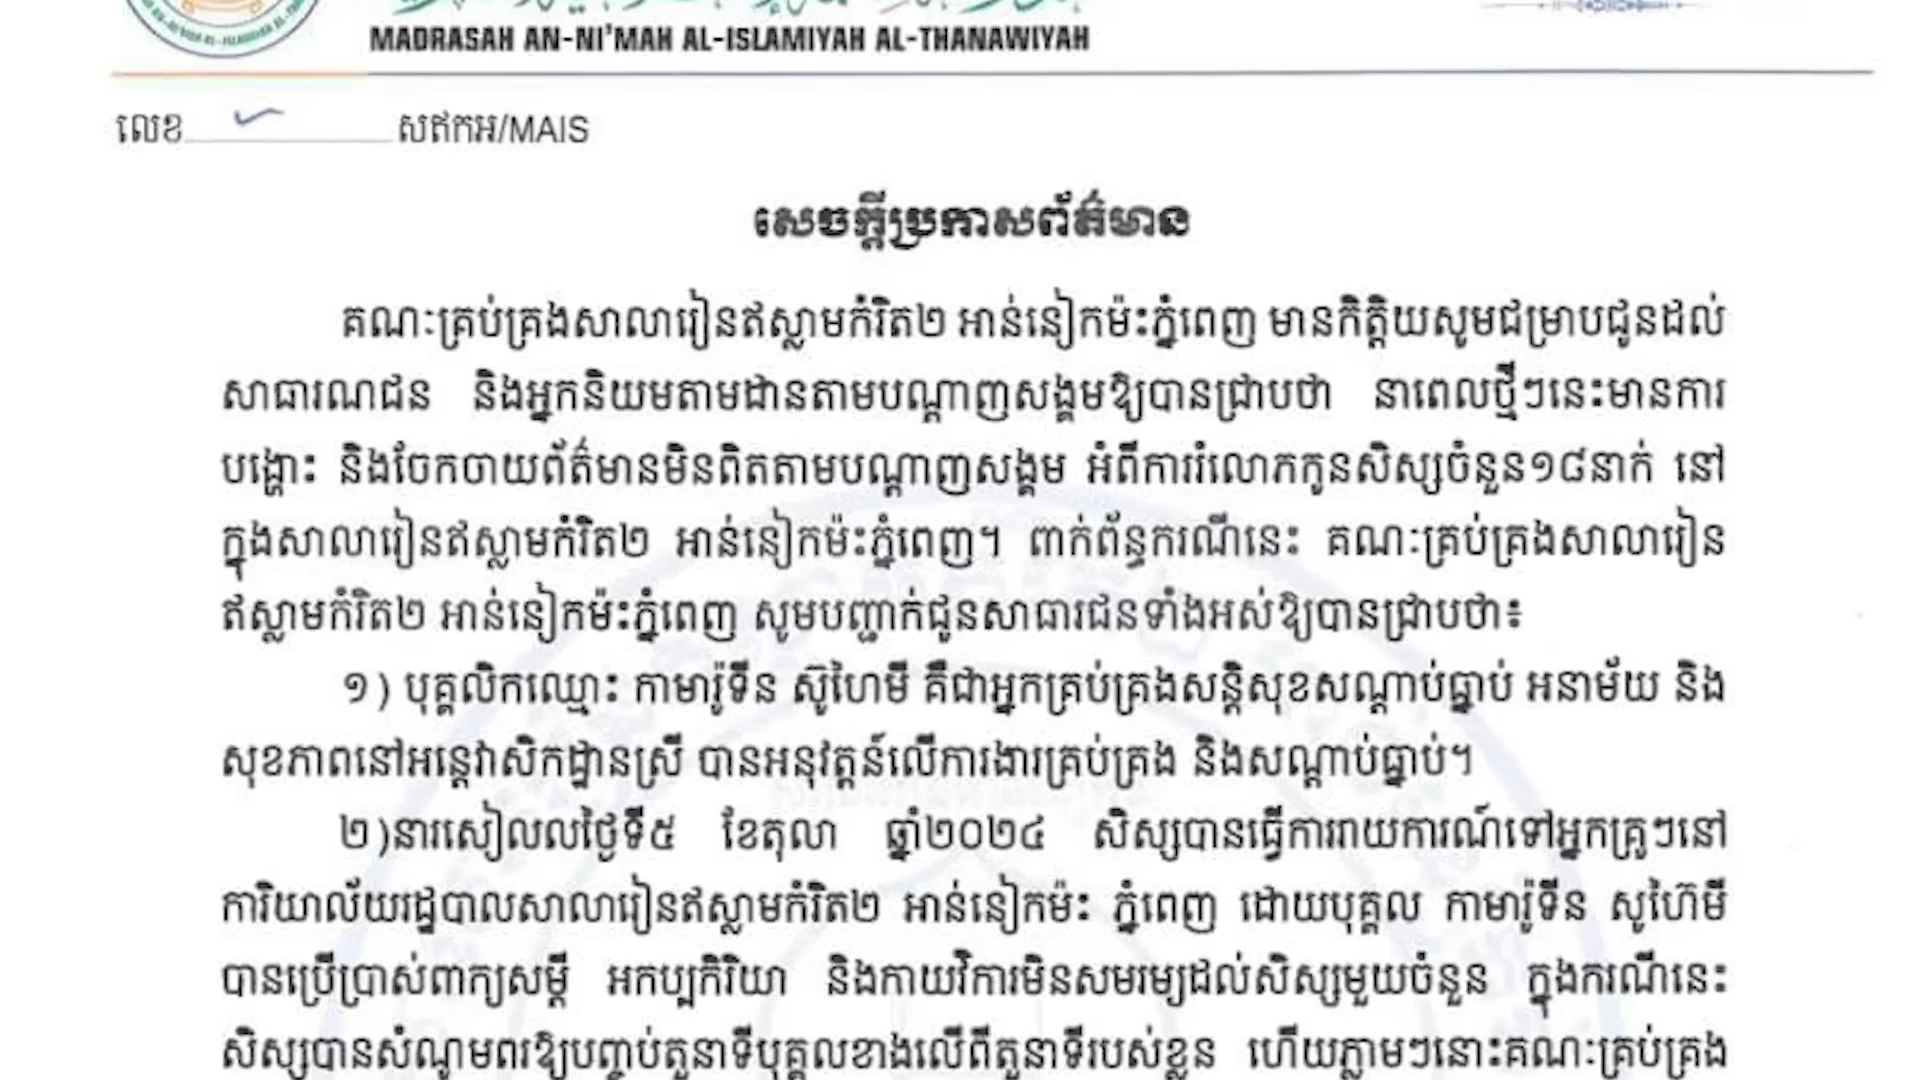 MADRASAH AN-NI'MAH AL-ISLAMIYAH AL-THANAWIYAH
លេខ សឥកអ/MAIS
សេចក្តីប្រកាសព័ត៌មាន
គណៈគ្រប់គ្រងសាលារៀនឥស្លាមកំរិត២ អាន់នៀកម៉ះភ្នំពេញ មានកិត្តិយសូមជម្រាបជូនដល់
សាធារណជន និងអ្នកនិយមតាមដានតាមបណ្តាញសង្គមឱ្យបានជ្រាបថា នាពេលថ្មីៗនេះមានការ
បង្ហោះ និងចែកចាយព័ត៌មានមិនពិតតាមបណ្តាញសង្គម អំពីការរំលោភកូនសិស្សចំនួន១៨នាក់ នៅ
ក្នុងសាលារៀនឥស្លាមកំរិត២ អាន់នៀកម៉ះភ្នំពេញ។ ពាក់ព័ន្ធករណីនេះ គណៈគ្រប់គ្រងសាលារៀន
ឥស្លាមកំរិត២ អាន់នៀកម៉ះភ្នំពេញ សូមបញ្ជាក់ជូនសាធារជនទាំងអស់ឱ្យបានជ្រាបថា៖
១) បុគ្គលិកឈ្មោះ កាមារ៉ូទីន ស៊ូហៃមី គឺជាអ្នកគ្រប់គ្រងសន្តិសុខសណ្តាប់ធ្នាប់ អនាម័យ និង
សុខភាពនៅអន្តេវាសិកដ្ឋានស្រី បានអនុវត្តន៍លើការងារគ្រប់គ្រង និងសណ្តាប់ធ្នាប់។
២)នារសៀលលថ្ងៃទី៥ ខែតុលា ឆ្នាំ២០២៤ សិស្សបានធ្វើការរាយការណ៍ទៅអ្នកគ្រូៗនៅ
ការិយាល័យរដ្ឋបាលសាលារៀនឥស្លាមកំរិត២ អាន់នៀកម៉ះ ភ្នំពេញ ដោយបុគ្គល កាមារ៉ូទីន សូហ៊ៃមី
បានប្រើប្រាស់ពាក្យសម្តី អកប្បកិរិយា និងកាយវិការមិនសមរម្យដល់សិស្សមួយចំនួន ក្នុងករណីនេះ
សិស្សបានសំណូមពរឱ្យបញ្ចប់តួនាទីបុគ្គលខាងលើពីតួនាទីរបស់ខ្លួន ហើយភ្លាមៗនោះគណៈគ្រប់គ្រង